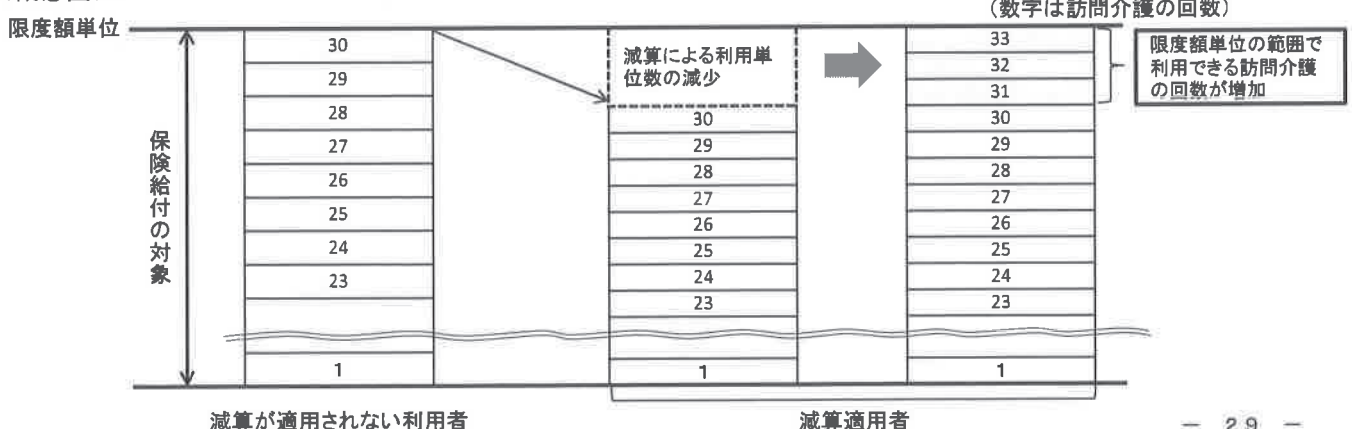 (数字は訪問介護の回数)
限度額単位
保険給付の対象
30
29
28
27
26
25
24
23
1
減算による利用単
位数の減少
30
29
28
27
26
25
24
23
1
33
32
31
30
29
28
27
26
25
24
23
1
限度額単位の範囲で
利用できる訪問介護
の回数が増加
減算が適用されない利用者
減算適用者
- 29 -